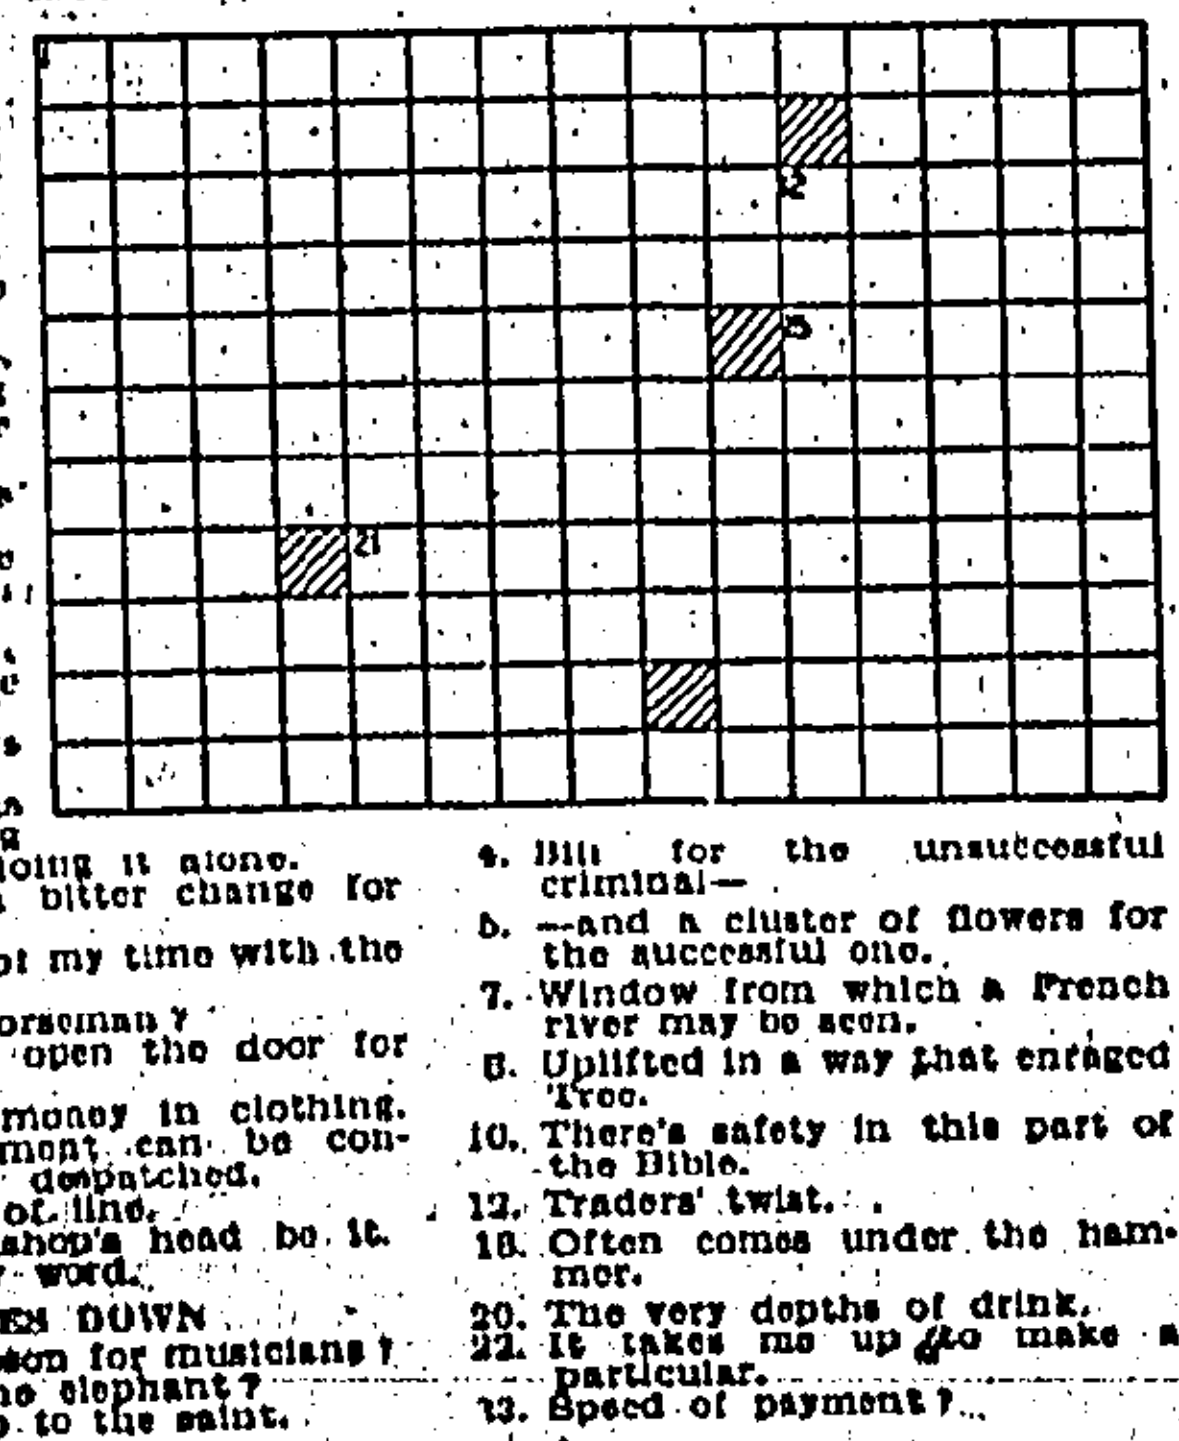 1
12
15
21
doing it alone.
bitter change for
my time with the
orseman?
open the door for
money in clothing.
ment can be con-
despatched.
of line.
shop's head be it.
word.
EN DOWN
son for musicians?
elephant?
to the saint.
4. Bill for the unsuccessful
criminal—
5. —and a cluster of flowers for
the successful one.
7. Window from which a French
river may be seen.
8. Uplifted in a way that enraged
Tree.
10. There's safety in this part of
the Bible.
12. Traders' twist.
18. Often comes under the ham-
mer.
20. The very depths of drink.
22. It takes me up to make a
particular.
23. Speed of payment?